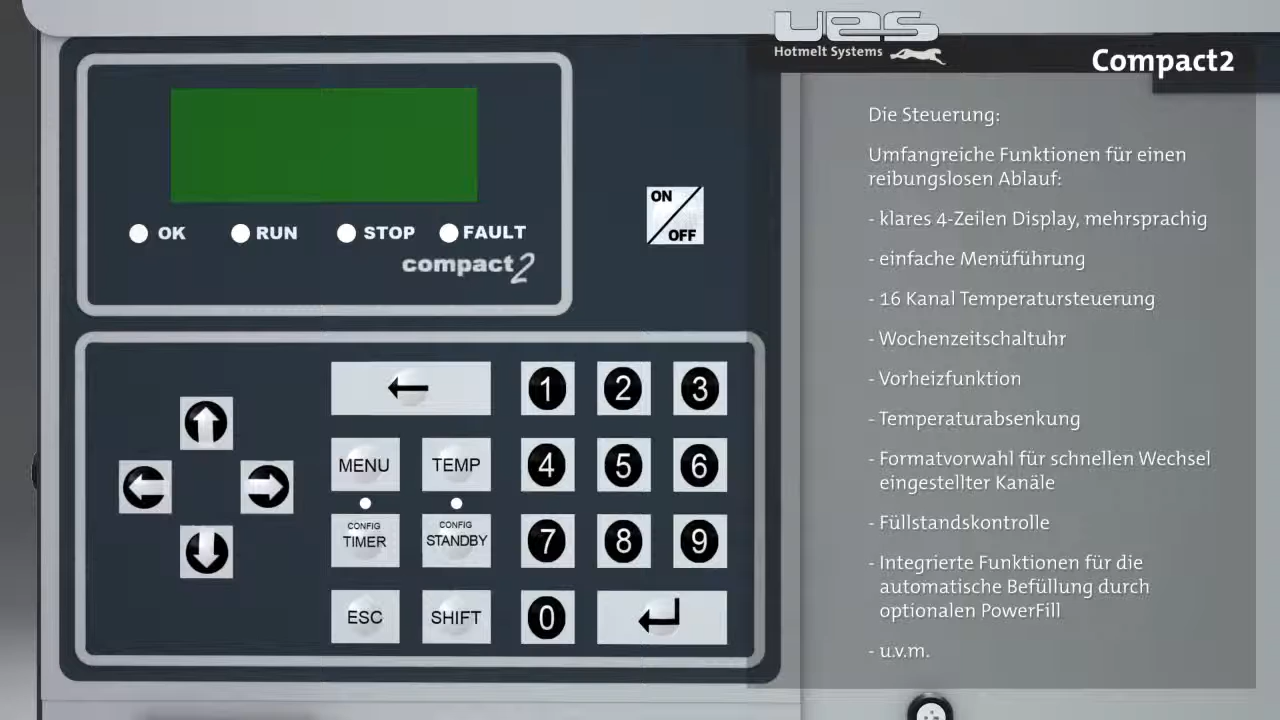 ues
Hotmelt Systems
Compact2
OK
RUN
STOP
FAULT
compact2
ON
OFF
1
2
3
MENU
TEMP
4
5
6
CONFIG
TIMER
CONFIG
STANDBY
7
8
9
ESC
SHIFT
0
Die Steuerung:
Umfangreiche Funktionen für einen
reibungslosen Ablauf:
- klares 4-Zeilen Display, mehrsprachig
- einfache Menüführung
- 16 Kanal Temperatursteuerung
- Wochenzeitschaltuhr
- Vorheizfunktion
- Temperaturabsenkung
- Formatvorwahl für schnellen Wechsel
eingestellter Kanäle
- Füllstandskontrolle
- Integrierte Funktionen für die
automatische Befüllung durch
optionalen PowerFill
- u.v.m.